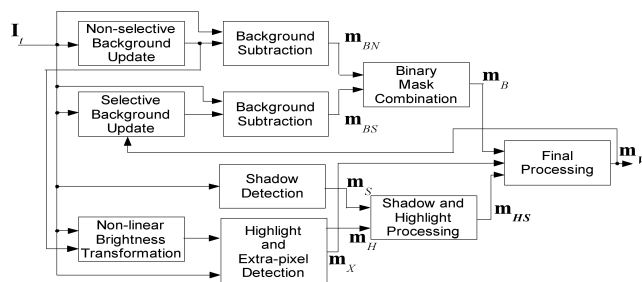 I_t
Non-selective
Background
Update
Background
Subtraction
m_BN
Binary
Mask
Combination
m_B
Selective
Background
Update
Background
Subtraction
m_BS
Final
Processing
Shadow
Detection
m_S
Shadow and
Highlight
Processing
m_HS
Non-linear
Brightness
Transformation
Highlight
and
Extra-pixel
Detection
m_H
m_X